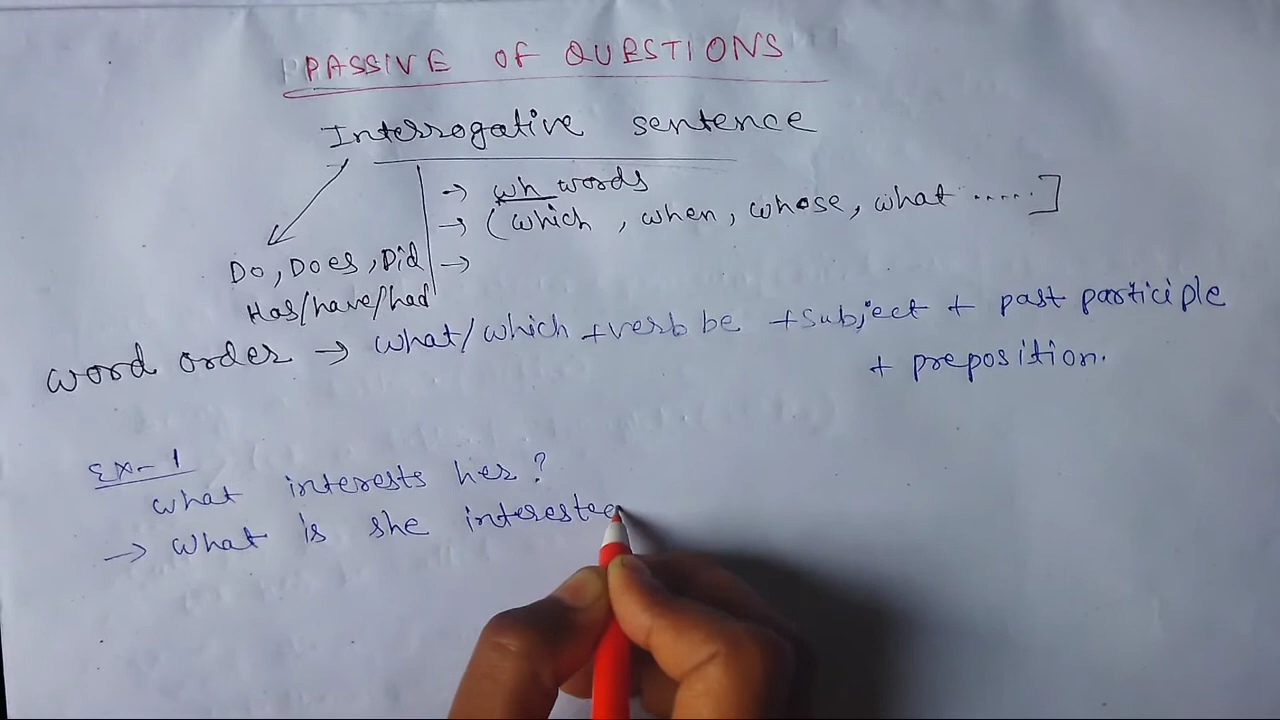 PASSIVE OF QUESTIONS
Interrogative sentence
→ wh words
→ (which, when, whose, what .....]
Do, Does, Did →
Has/have/had
word order → what/which +verb be +subject + past participle
+ preposition.
Ex-1
what interests her?
→ what is she interested